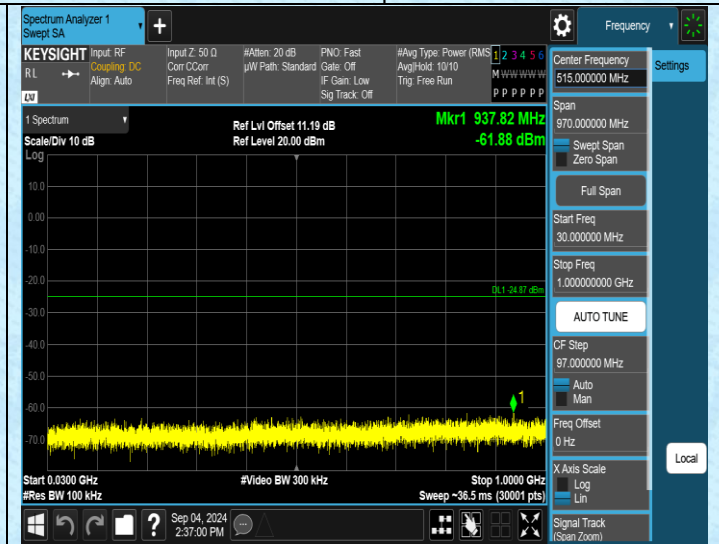 Spectrum Analyzer 1
Swept SA
+
Frequency
KEYSIGHT
RL
LXI
Input: RF
Coupling: DC
Align: Auto
Input Z: 50 Ω
Corr CCorr
Freq Ref: Int (S)
#Atten: 20 dB
µW Path: Standard
PNO: Fast
Gate: Off
IF Gain: Low
Sig Track: Off
#Avg Type: Power (RMS
Avg|Hold: 10/10
Trig: Free Run
1 2 3 4 5 6
M W W W W W
P P P P P P
1 Spectrum
Scale/Div 10 dB
Log
Ref Lvl Offset 11.19 dB
Ref Level 20.00 dBm
Mkr1 937.82 MHz
-61.88 dBm
10.0
0.00
-10.0
-20.0
DL1 -24.87 dBm
-30.0
-40.0
-50.0
-60.0
1
-70.0
Start 0.0300 GHz
#Res BW 100 kHz
#Video BW 300 kHz
Stop 1.0000 GHz
Sweep ~36.5 ms (30001 pts)
Sep 04, 2024
2:37:00 PM
?
Center Frequency
515.000000 MHz
Settings
Span
970.000000 MHz
Swept Span
Zero Span
Full Span
Start Freq
30.000000 MHz
Stop Freq
1.000000000 GHz
AUTO TUNE
CF Step
97.000000 MHz
Auto
Man
Freq Offset
0 Hz
Local
X Axis Scale
Log
Lin
Signal Track
(Span Zoom)